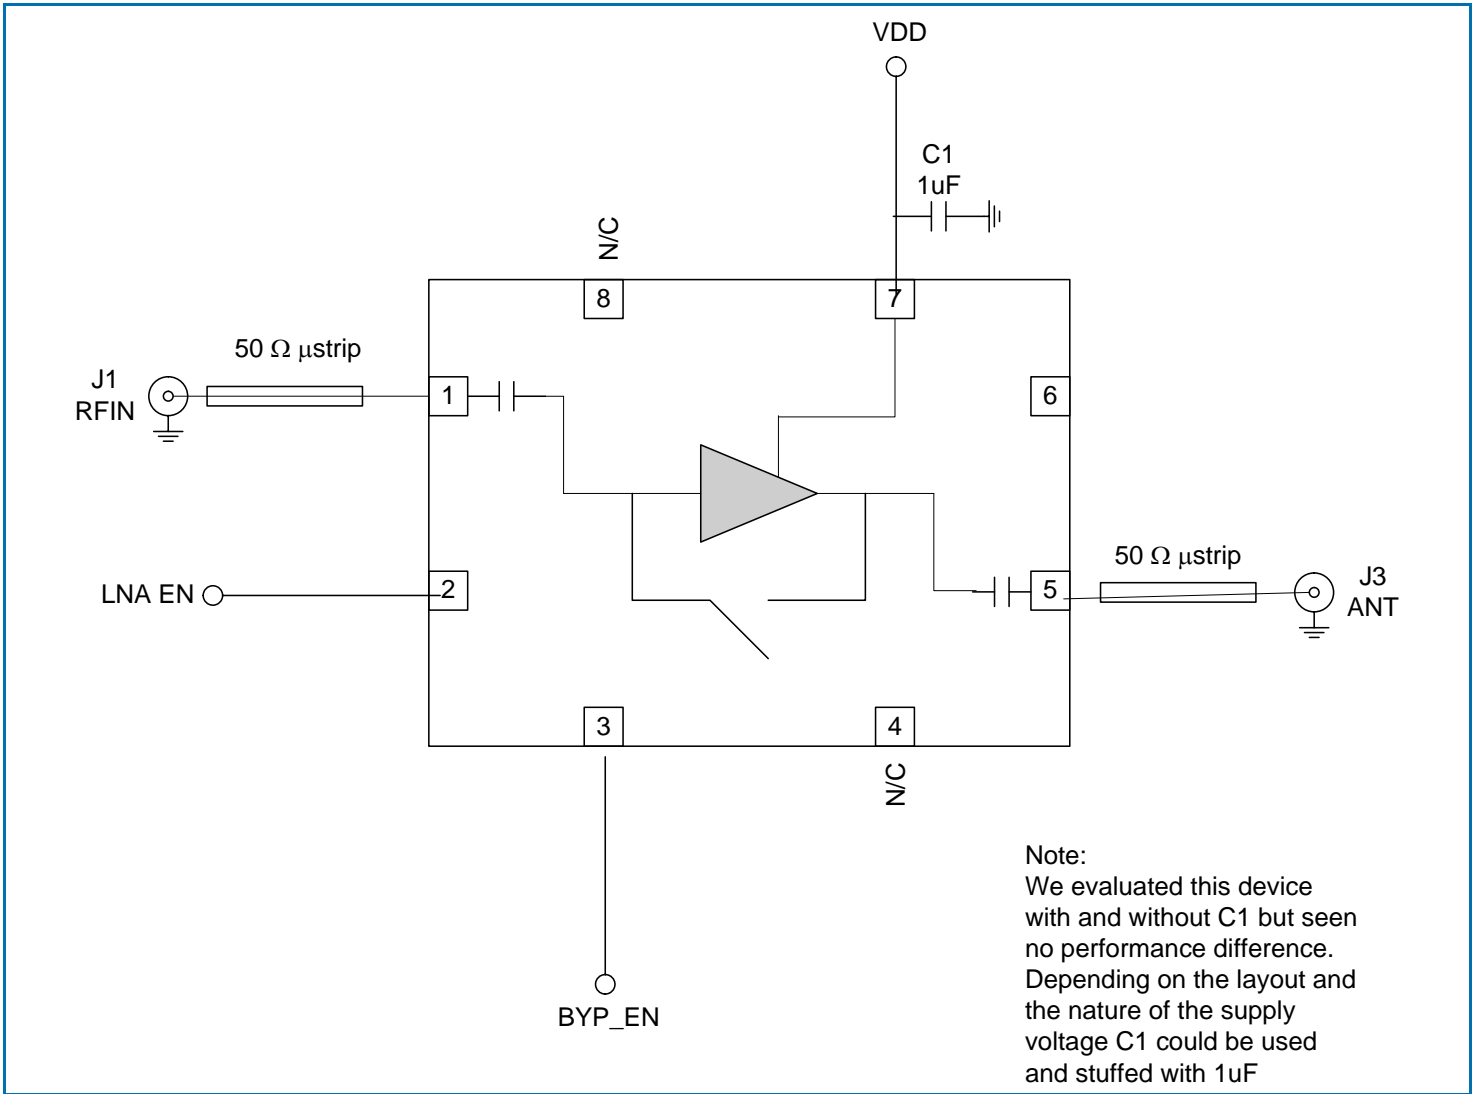 VDD
C1
1uF
N/C
8
7
50 Ω μstrip
J1
RFIN
1
6
50 Ω μstrip
LNA EN
2
5
J3
ANT
3
4
N/C
BYP_EN
Note:
We evaluated this device
with and without C1 but seen
no performance difference.
Depending on the layout and
the nature of the supply
voltage C1 could be used
and stuffed with 1uF